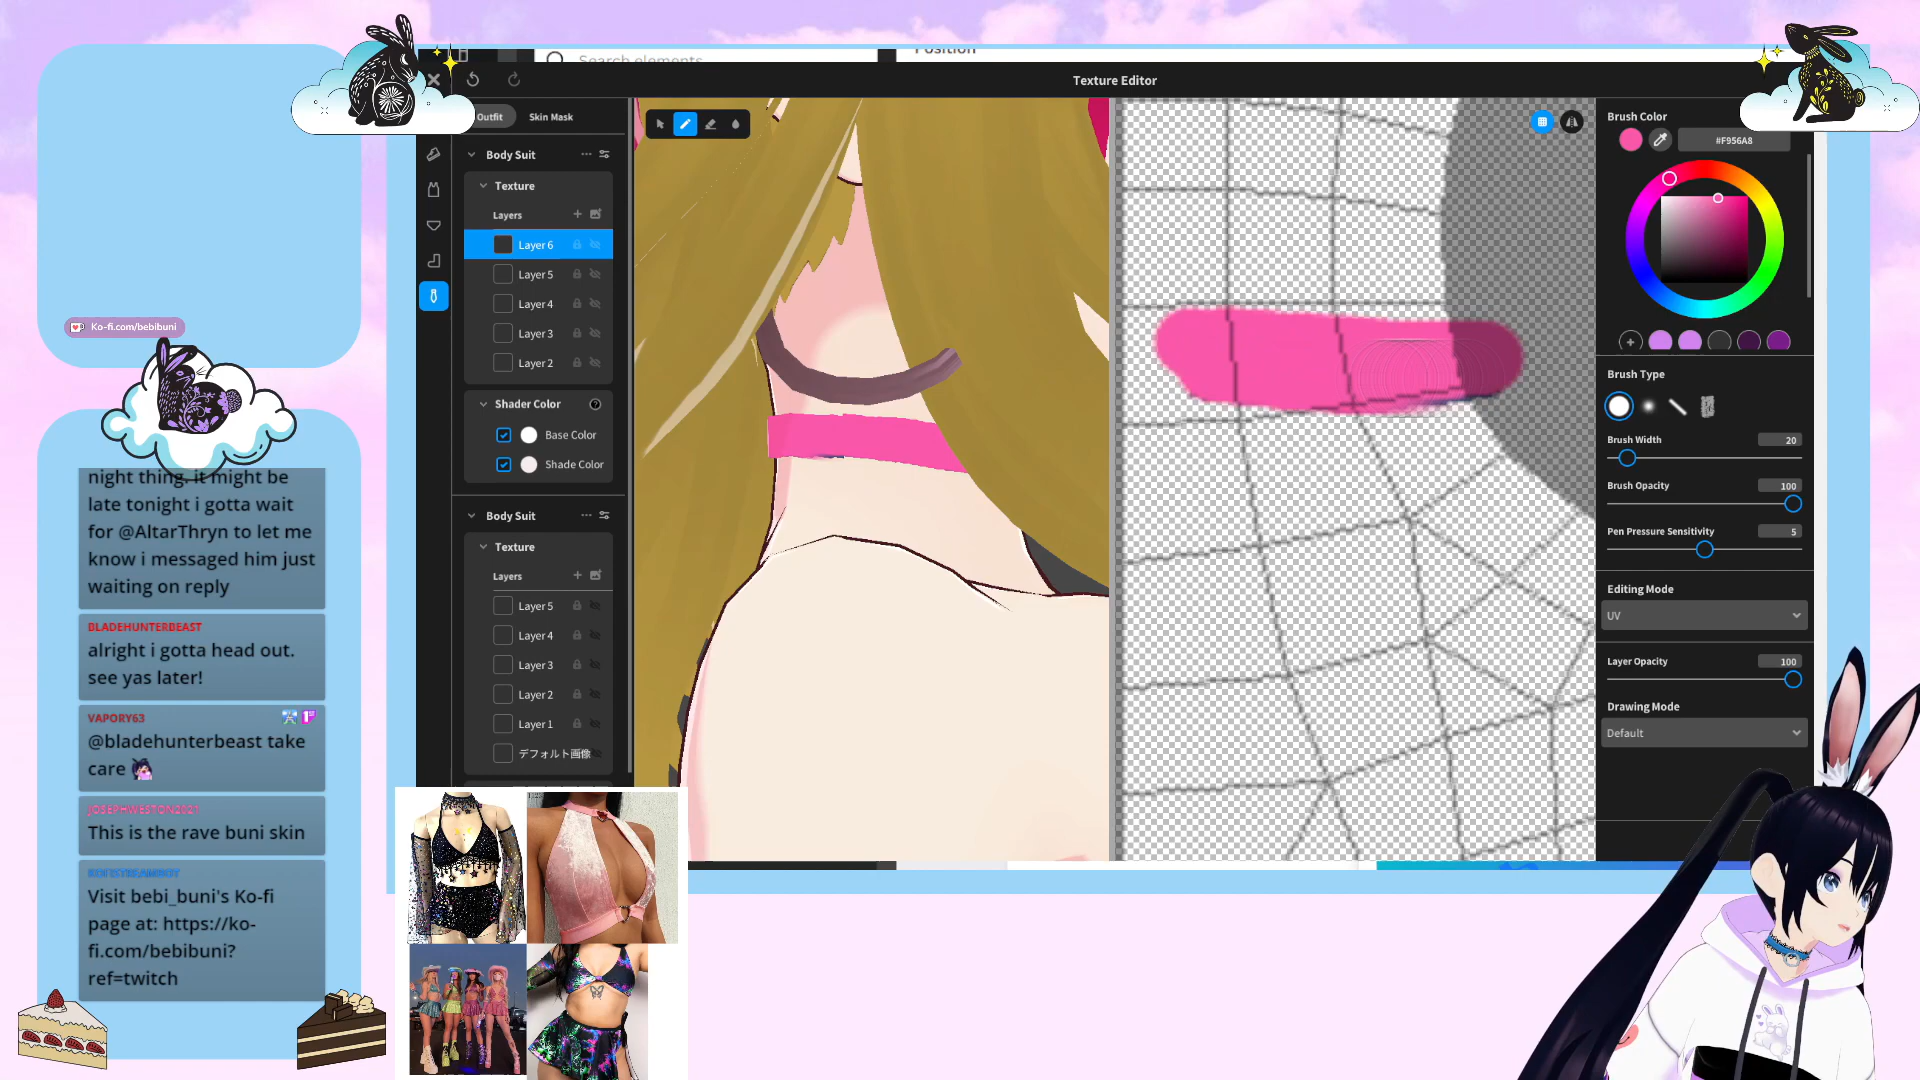 Search elements
Position
Texture Editor
Outfit
Skin Mask
Body Suit
Texture
Layers
Layer 6
Layer 5
Layer 4
Layer 3
Layer 2
Shader Color
Base Color
Shade Color
Body Suit
Texture
Layers
Layer 5
Layer 4
Layer 3
Layer 2
Layer 1
デフォルト画像
Brush Color
#F956A8
Brush Type
Brush Width
20
Brush Opacity
100
Pen Pressure Sensitivity
5
Editing Mode
UV
Layer Opacity
100
Drawing Mode
Default
Ko-fi.com/bebibuni
night thing. it might be
late tonight i gotta wait
for @AltarThryn to let me
know i messaged him just
waiting on reply
BLADEHUNTERBEAST
alright i gotta head out.
see yas later!
VAPORY63
@bladehunterbeast take
care
JOSEPHWESTON2021
This is the rave buni skin
KOFISTREAMBOT
Visit bebi_buni's Ko-fi
page at: https://ko-
fi.com/bebibuni?
ref=twitch